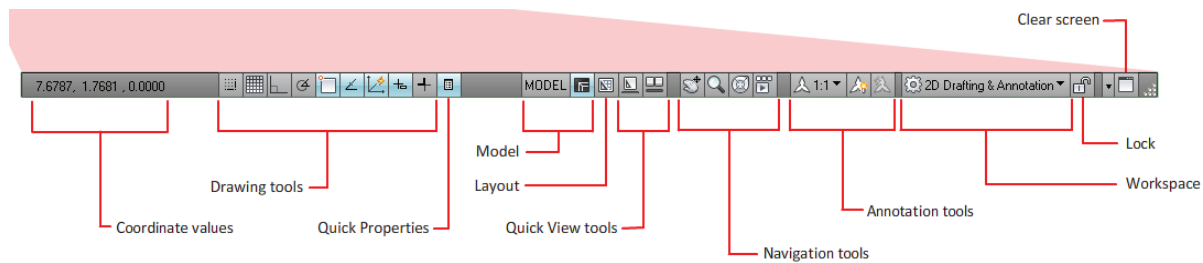 Clear screen
7.6787, 1.7681 , 0.0000
MODEL
1:1
2D Drafting & Annotation
Model
Lock
Drawing tools
Layout
Workspace
Annotation tools
Coordinate values
Quick Properties
Quick View tools
Navigation tools